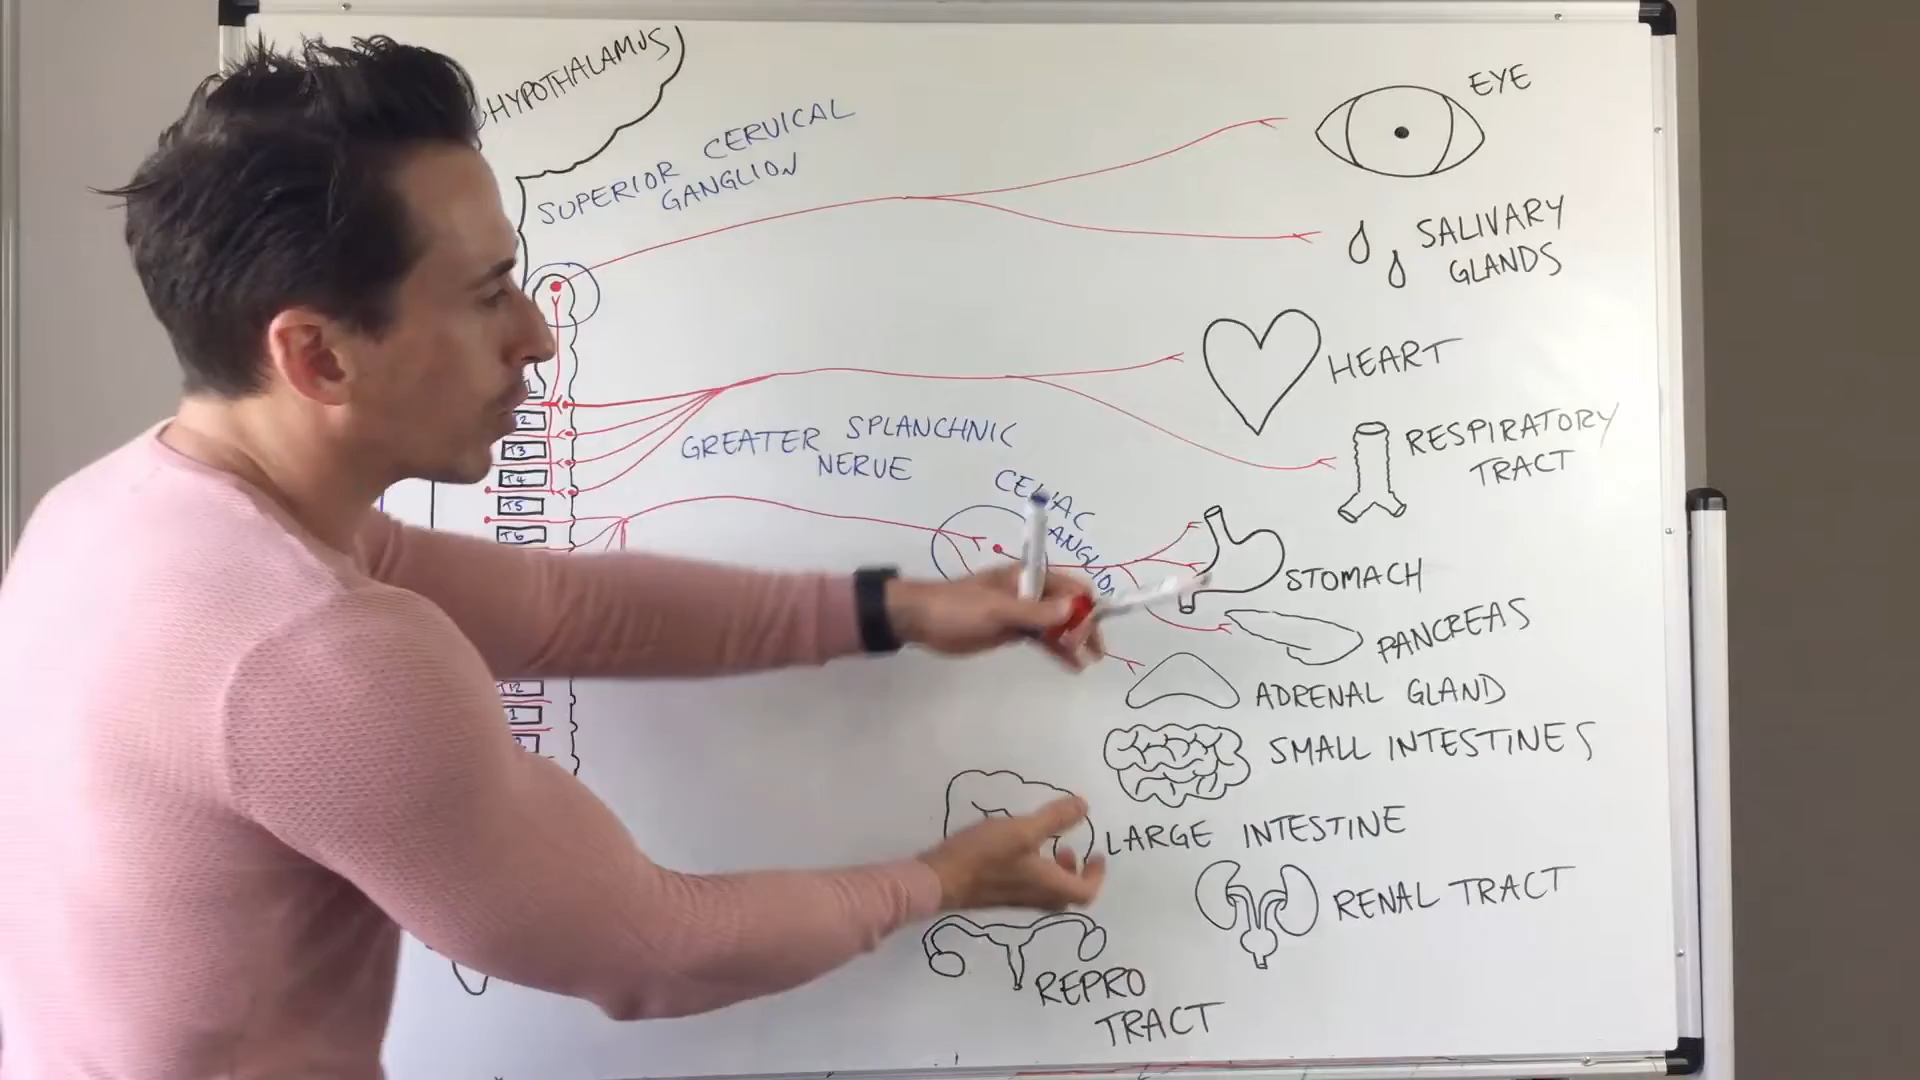 HYPOTHALAMUS
SUPERIOR CERVICAL
GANGLION
EYE
SALIVARY
GLANDS
HEART
RESPIRATORY
TRACT
GREATER SPLANCHNIC
NERVE
T3
T4
T5
T6
T12
STOMACH
PANCREAS
ADRENAL GLAND
SMALL INTESTINES
LARGE INTESTINE
RENAL TRACT
REPRO
TRACT